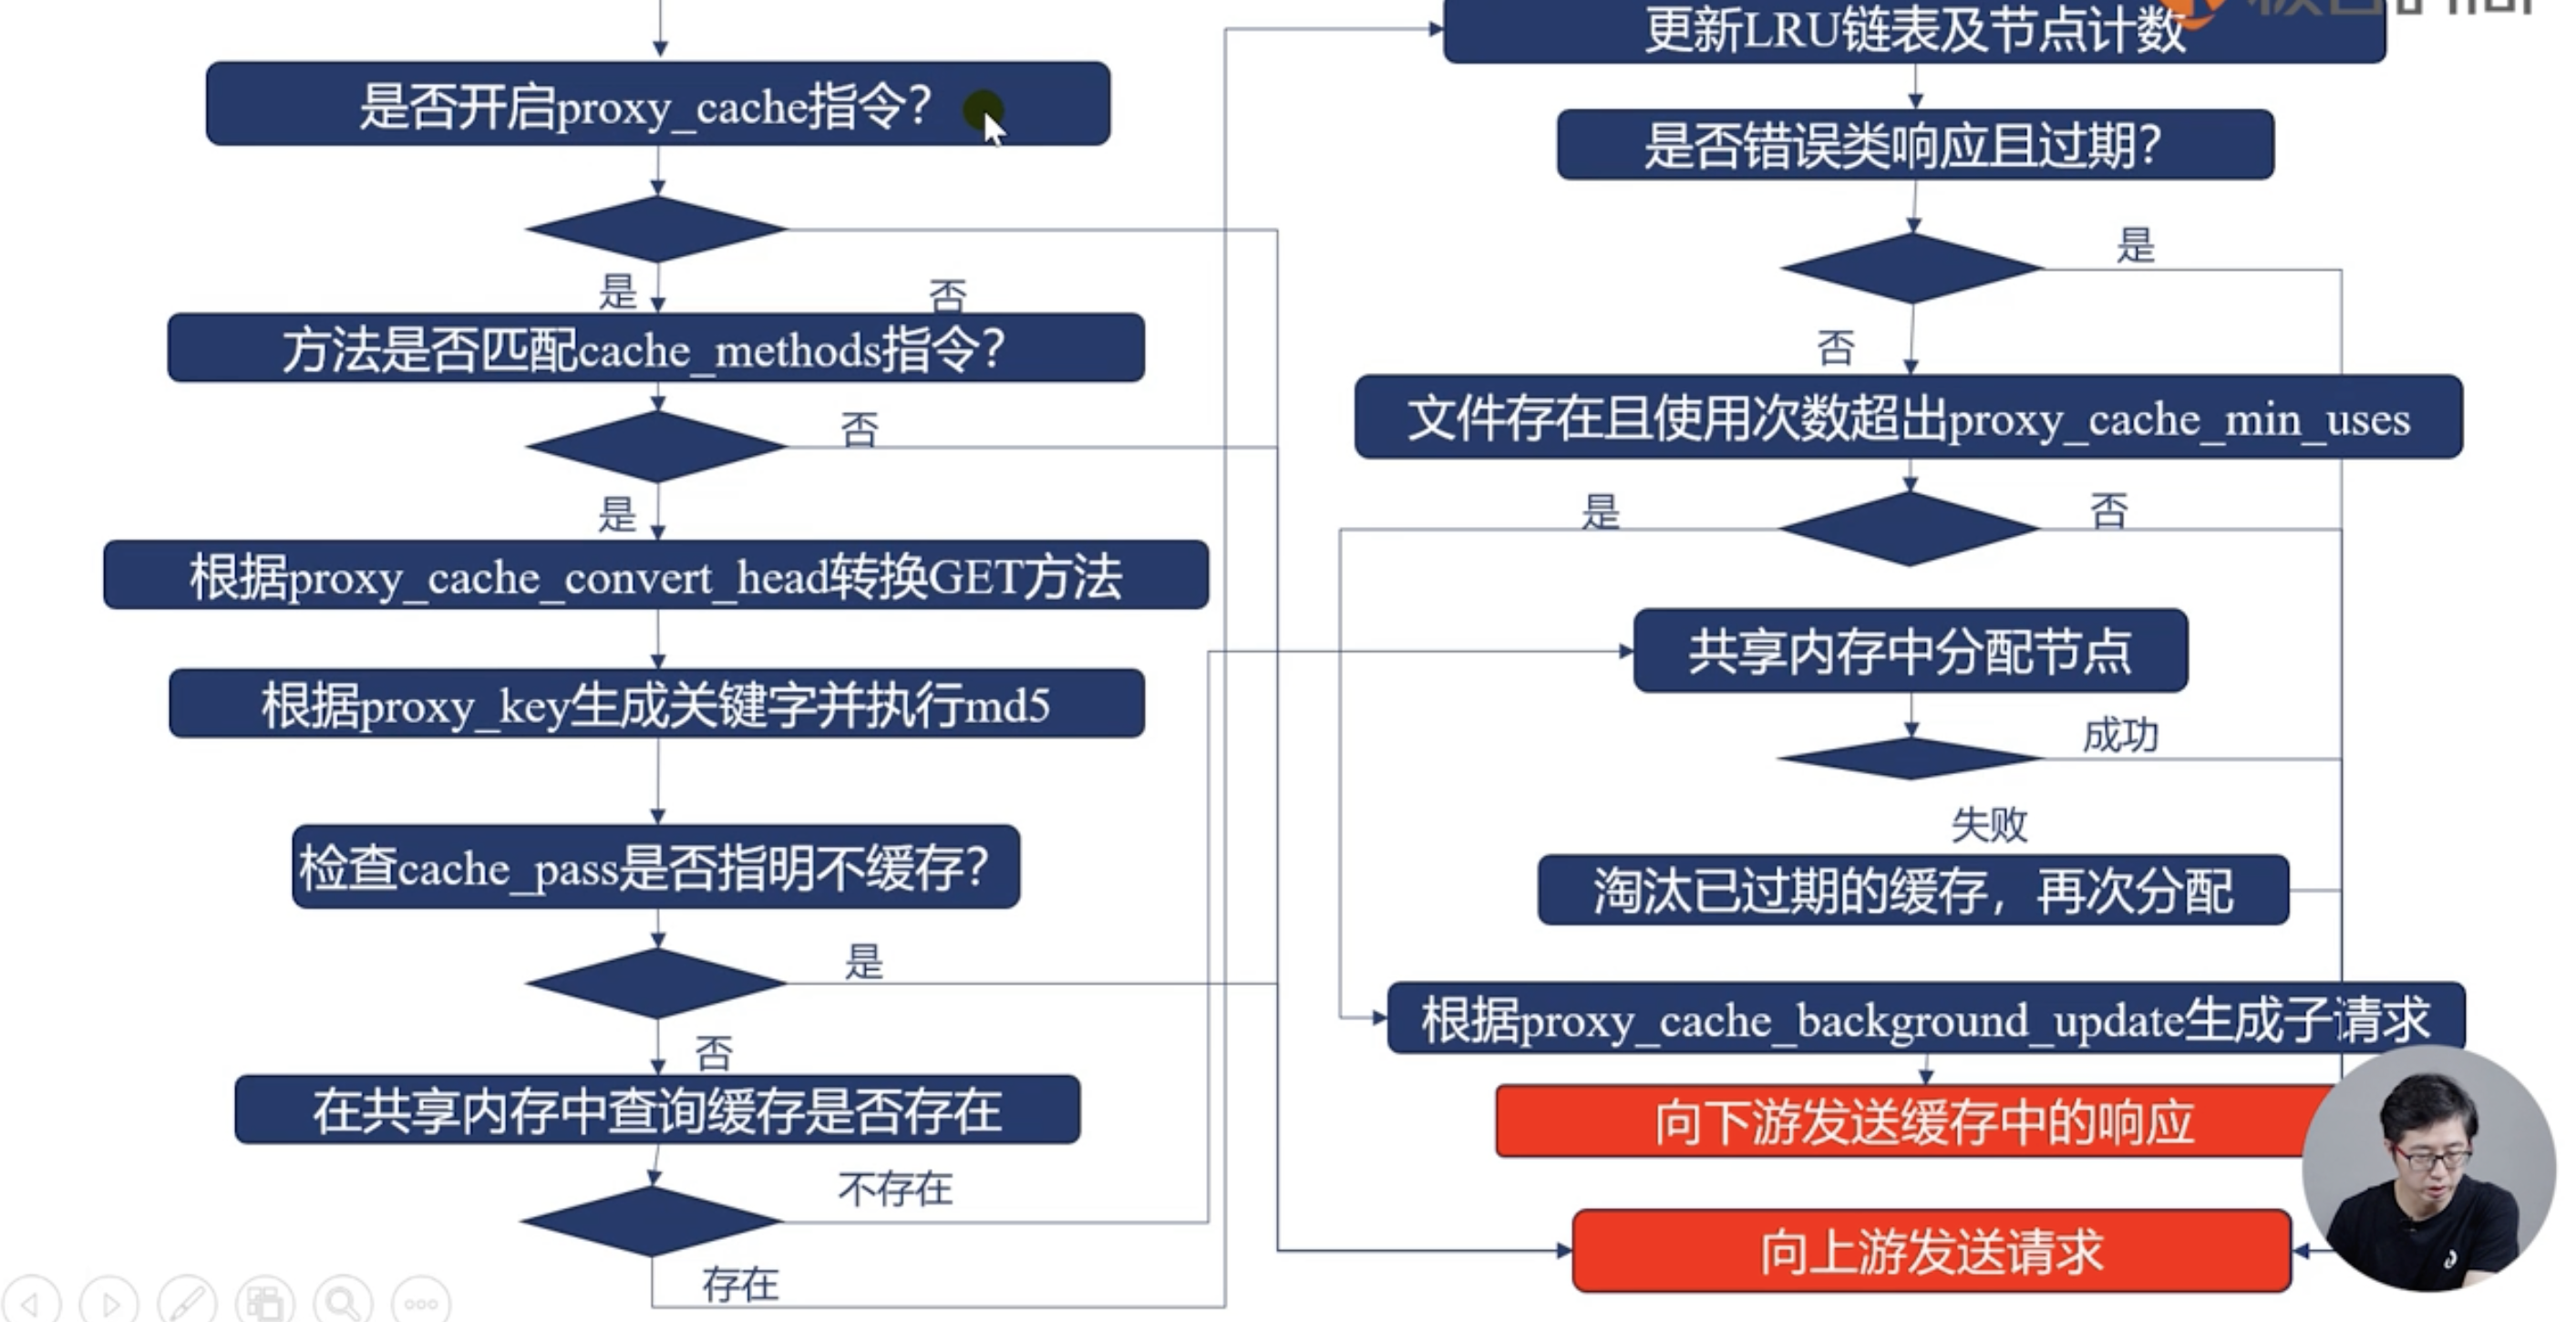 是否开启proxy_cache指令?
是
否
方法是否匹配cache_methods指令?
否
是
根据proxy_cache_convert_head转换GET方法
根据proxy_key生成关键字并执行md5
检查cache_pass是否指明不缓存?
是
否
在共享内存中查询缓存是否存在
不存在
存在
更新LRU链表及节点计数
是否错误类响应且过期?
是
否
文件存在且使用次数超出proxy_cache_min_uses
是
否
共享内存中分配节点
成功
失败
淘汰已过期的缓存，再次分配
根据proxy_cache_background_update生成子请求
向下游发送缓存中的响应
向上游发送请求